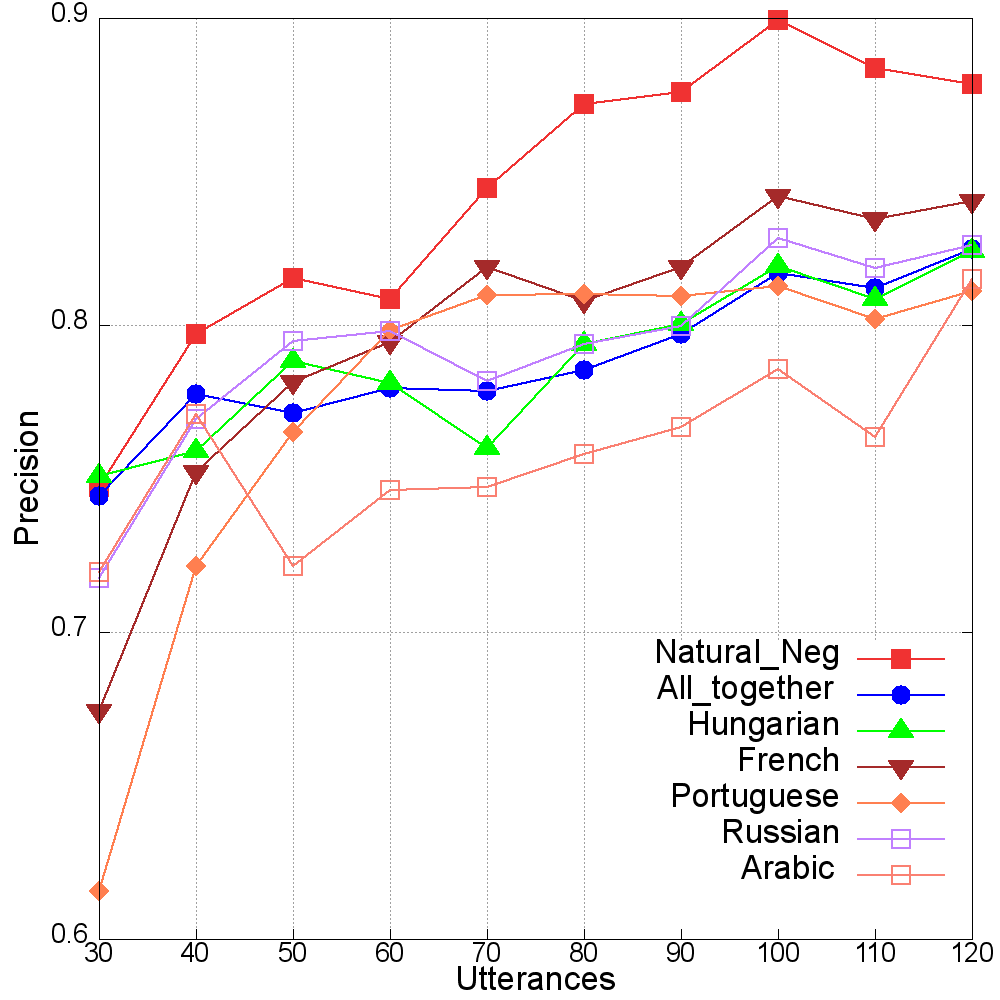 0.9
0.8
0.7
0.6
Precision
30 40 50 60 70 80 90 100 110 120
Utterances
Natural_Neg
All_together
Hungarian
French
Portuguese
Russian
Arabic